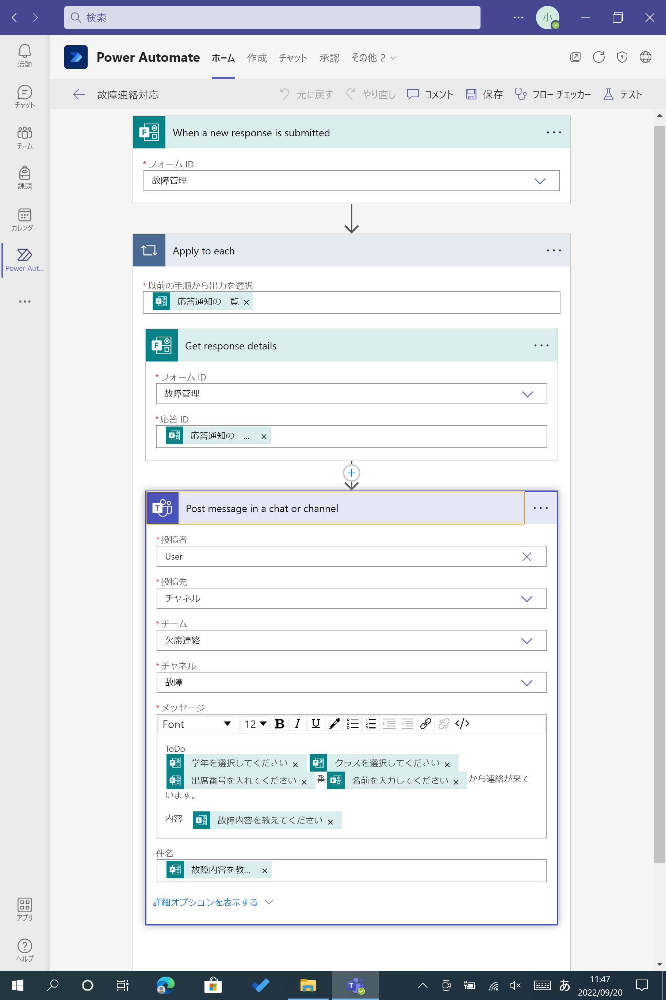 検索
小
Power Automate ホーム 作成 チャット 承認 その他 2
活動
チャット
チーム
課題
カレンダー
Power Aut...
アプリ
ヘルプ
故障連絡対応 元に戻す やり直し コメント 保存 フロー チェッカー テスト
When a new response is submitted
* フォーム ID
故障管理
Apply to each
* 以前の手順から出力を選択
応答通知の一覧 ×
Get response details
* フォーム ID
故障管理
* 応答 ID
応答通知の一... ×
Post message in a chat or channel
* 投稿者
User
* 投稿先
チャネル
* チーム
欠席連絡
* チャネル
故障
* メッセージ
Font 12 B I U </>
ToDo
学年を選択してください × クラスを選択してください ×
出席番号を入れてください × 番 名前を入力してください × から連絡が来て
います。
内容 故障内容を教えてください ×
件名
故障内容を教... ×
詳細オプションを表示する
あ
11:47
2022/09/20